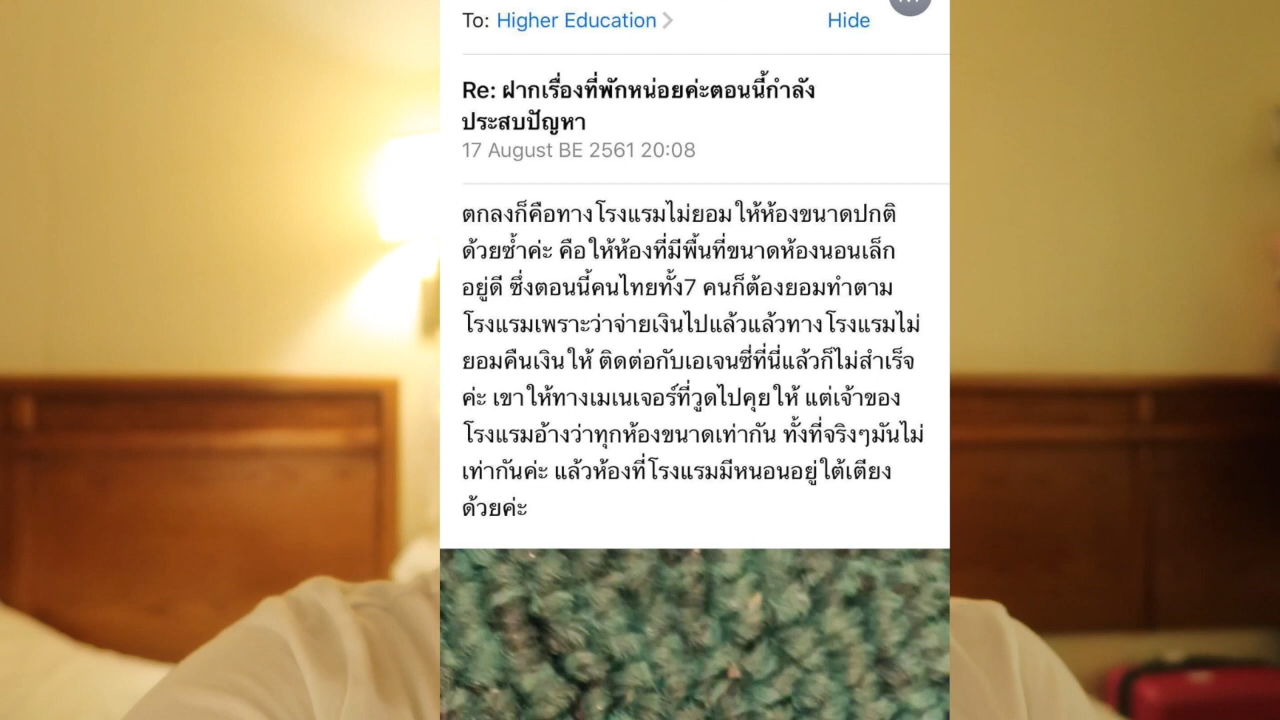 To: Higher Education
Hide
Re: ฝากเรื่องที่พักหน่อยค่ะตอนนี้กำลัง
ประสบปัญหา
17 August BE 2561 20:08
ตกลงก็คือทางโรงแรมไม่ยอมให้ห้องขนาดปกติ
ด้วยซ้ำค่ะ คือให้ห้องที่มีพื้นที่ขนาดห้องนอนเล็ก
อยู่ดี ซึ่งตอนนี้คนไทยทั้ง7 คนก็ต้องยอมทำตาม
โรงแรมเพราะว่าจ่ายเงินไปแล้วแล้วทางโรงแรมไม่
ยอมคืนเงินให้ ติดต่อกับเอเจนซี่ที่นี่แล้วก็ไม่สำเร็จ
ค่ะ เขาให้ทางเมเนเจอร์ที่วูดไปคุยให้ แต่เจ้าของ
โรงแรมอ้างว่าทุกห้องขนาดเท่ากัน ทั้งที่จริงๆมันไม่
เท่ากันค่ะ แล้วห้องที่โรงแรมมีหนอนอยู่ใต้เตียง
ด้วยค่ะ